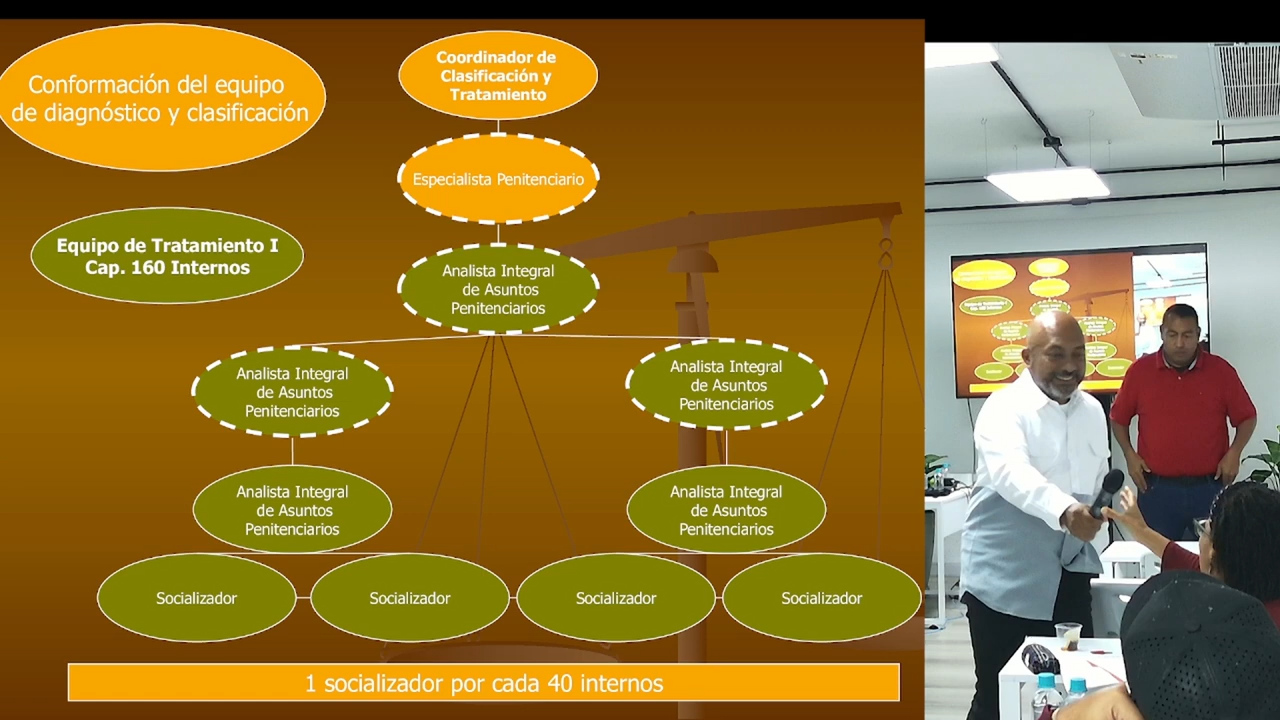 Conformación del equipo
de diagnóstico y clasificación
Coordinador de
Clasificación y
Tratamiento
Especialista Penitenciario
Equipo de Tratamiento I
Cap. 160 Internos
Analista Integral
de Asuntos
Penitenciarios
Analista Integral
de Asuntos
Penitenciarios
Analista Integral
de Asuntos
Penitenciarios
Analista Integral
de Asuntos
Penitenciarios
Analista Integral
de Asuntos
Penitenciarios
Socializador
Socializador
Socializador
Socializador
1 socializador por cada 40 internos